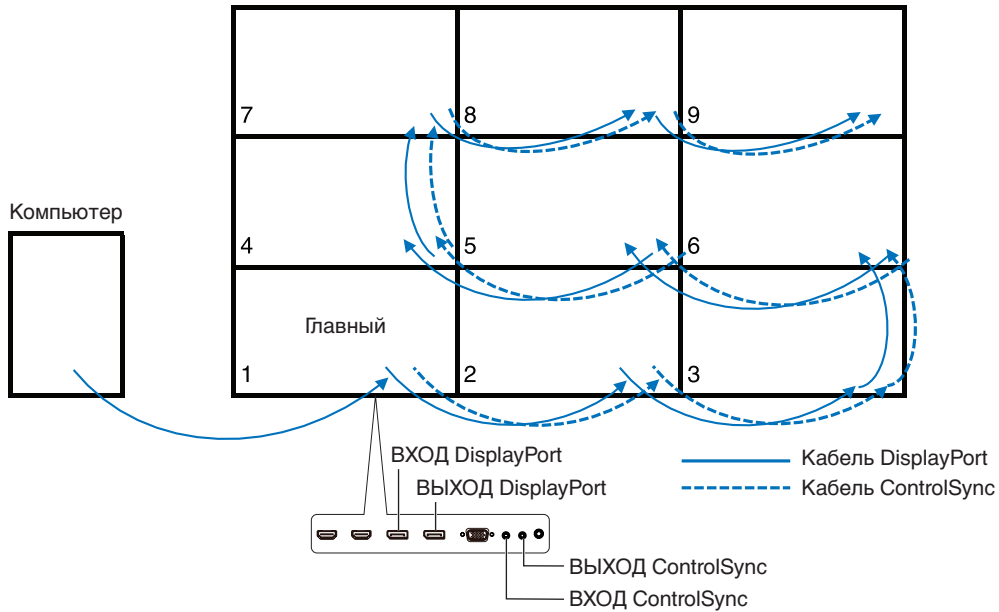 7
8
9
Компьютер
4
5
6
Главный
1
2
3
ВХОД DisplayPort
ВЫХОД DisplayPort
Кабель DisplayPort
Кабель ControlSync
ВЫХОД ControlSync
ВХОД ControlSync